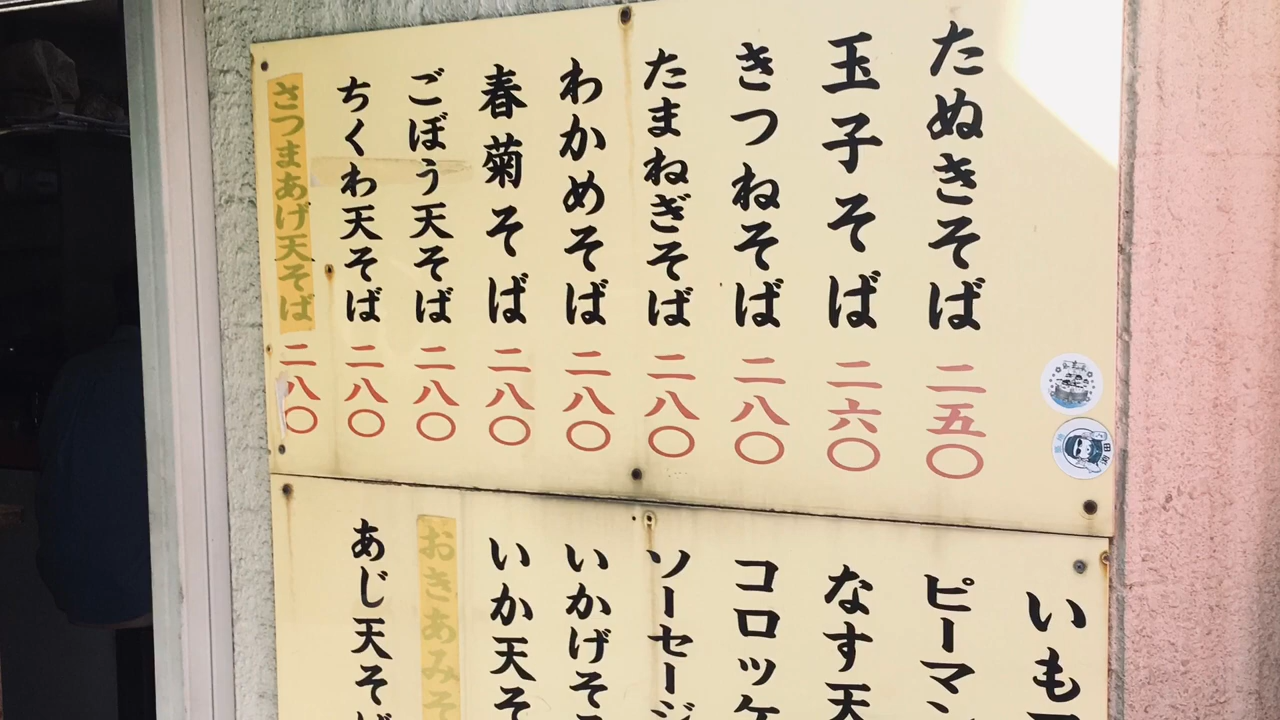 たぬきそば 二五〇
玉子そば 二六〇
きつねそば 二八〇
たまねぎそば 二八〇
わかめそば 二八〇
春菊そば 二八〇
ごぼう天そば 二八〇
ちくわ天そば 二八〇
さつまあげ天そば 二八〇
いも
ピーマン
なす天
コロッケ
ソーセージ
いかげそ
いか天そ
おきあみそ
あじ天そば